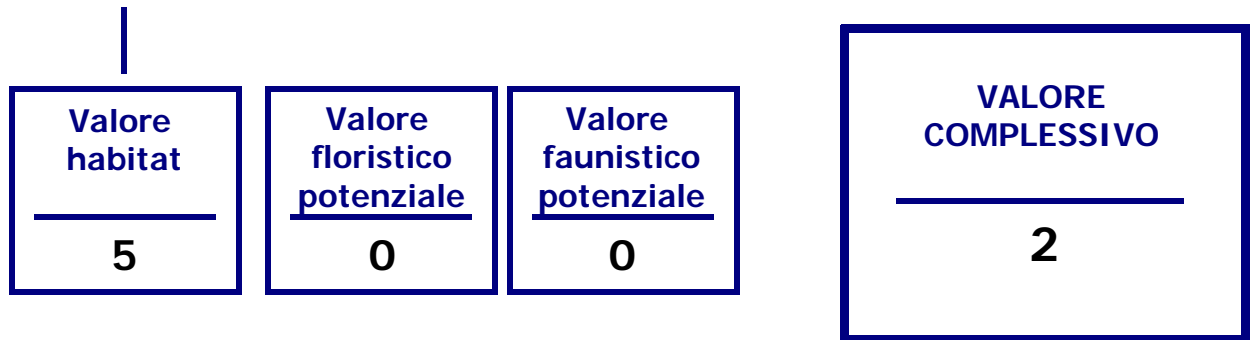 Valore
habitat
5
Valore
floristico
potenziale
0
Valore
faunistico
potenziale
0
VALORE
COMPLESSIVO
2